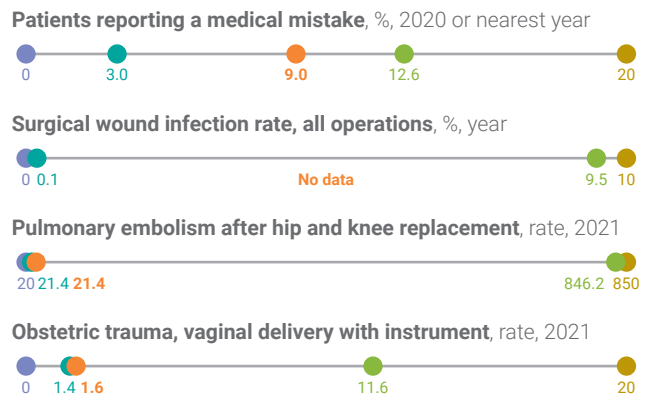 Patients reporting a medical mistake, %, 2020 or nearest year
0 3.0 9.0 12.6 20
Surgical wound infection rate, all operations, %, year
0 0.1 No data 9.5 10
Pulmonary embolism after hip and knee replacement, rate, 2021
20 21.4 21.4 846.2 850
Obstetric trauma, vaginal delivery with instrument, rate, 2021
0 1.4 1.6 11.6 20